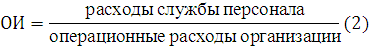 ОИ = расходы службы персонала / операционные расходы организации (2)